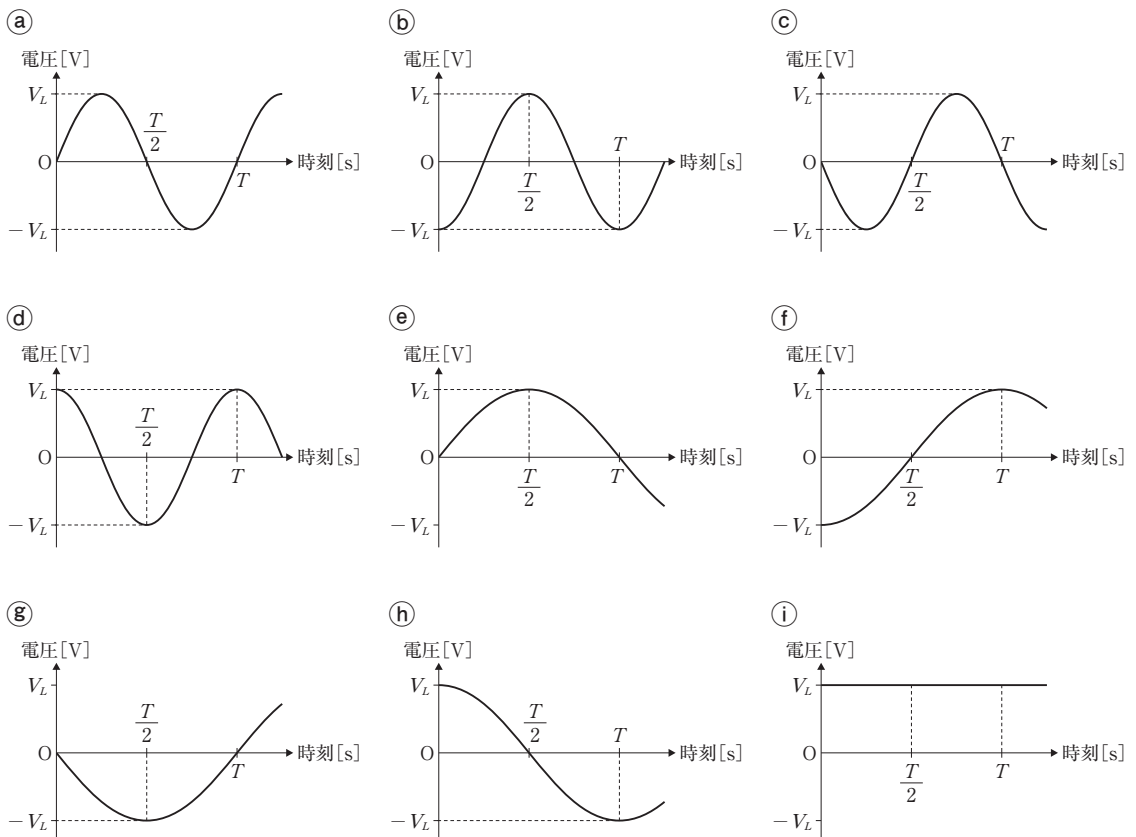 ⓐ
電圧[V]
V_L
T/2
O
T
時刻[s]
−V_L
ⓑ
電圧[V]
V_L
T
O
時刻[s]
T/2
−V_L
ⓒ
電圧[V]
V_L
T
O
時刻[s]
T/2
−V_L
ⓓ
電圧[V]
V_L
T/2
O
T
時刻[s]
−V_L
ⓔ
電圧[V]
V_L
O
T/2
T
時刻[s]
−V_L
ⓕ
電圧[V]
V_L
O
T/2
T
時刻[s]
−V_L
ⓖ
電圧[V]
V_L
T/2
O
T
時刻[s]
−V_L
ⓗ
電圧[V]
V_L
T/2
T
O
時刻[s]
−V_L
ⓘ
電圧[V]
V_L
O
時刻[s]
T/2
T
−V_L